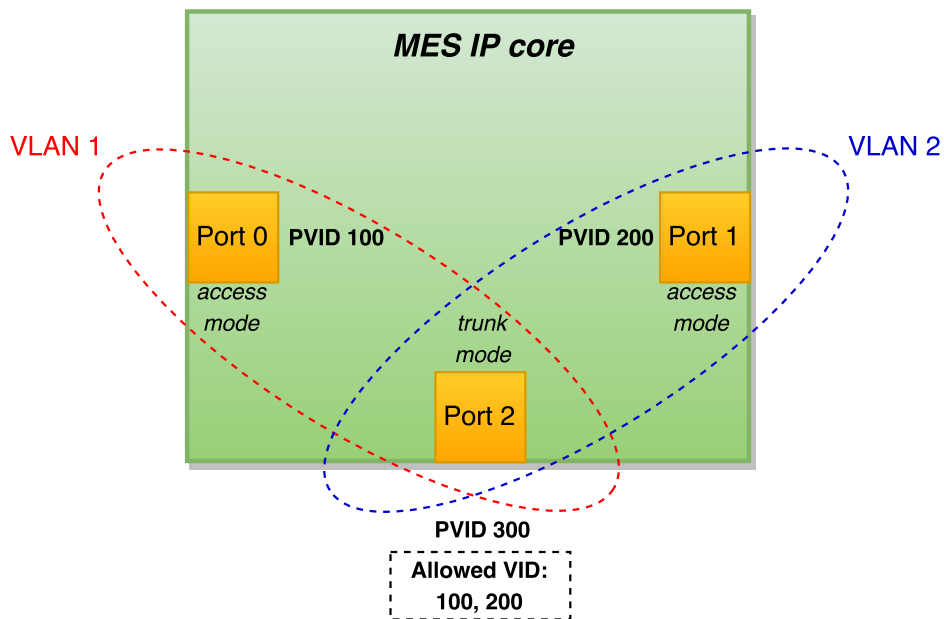 MES IP core
VLAN 1
VLAN 2
Port 0
PVID 100
PVID 200
Port 1
access
mode
trunk
mode
access
mode
Port 2
PVID 300
Allowed VID:
100, 200